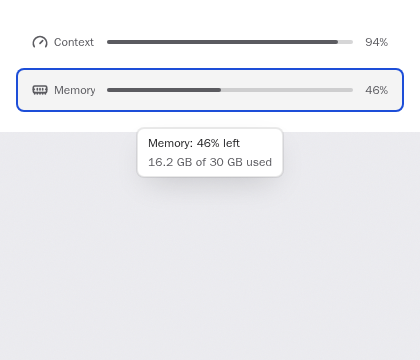 Context 94%
Memory 46%
Memory: 46% left
16.2 GB of 30 GB used